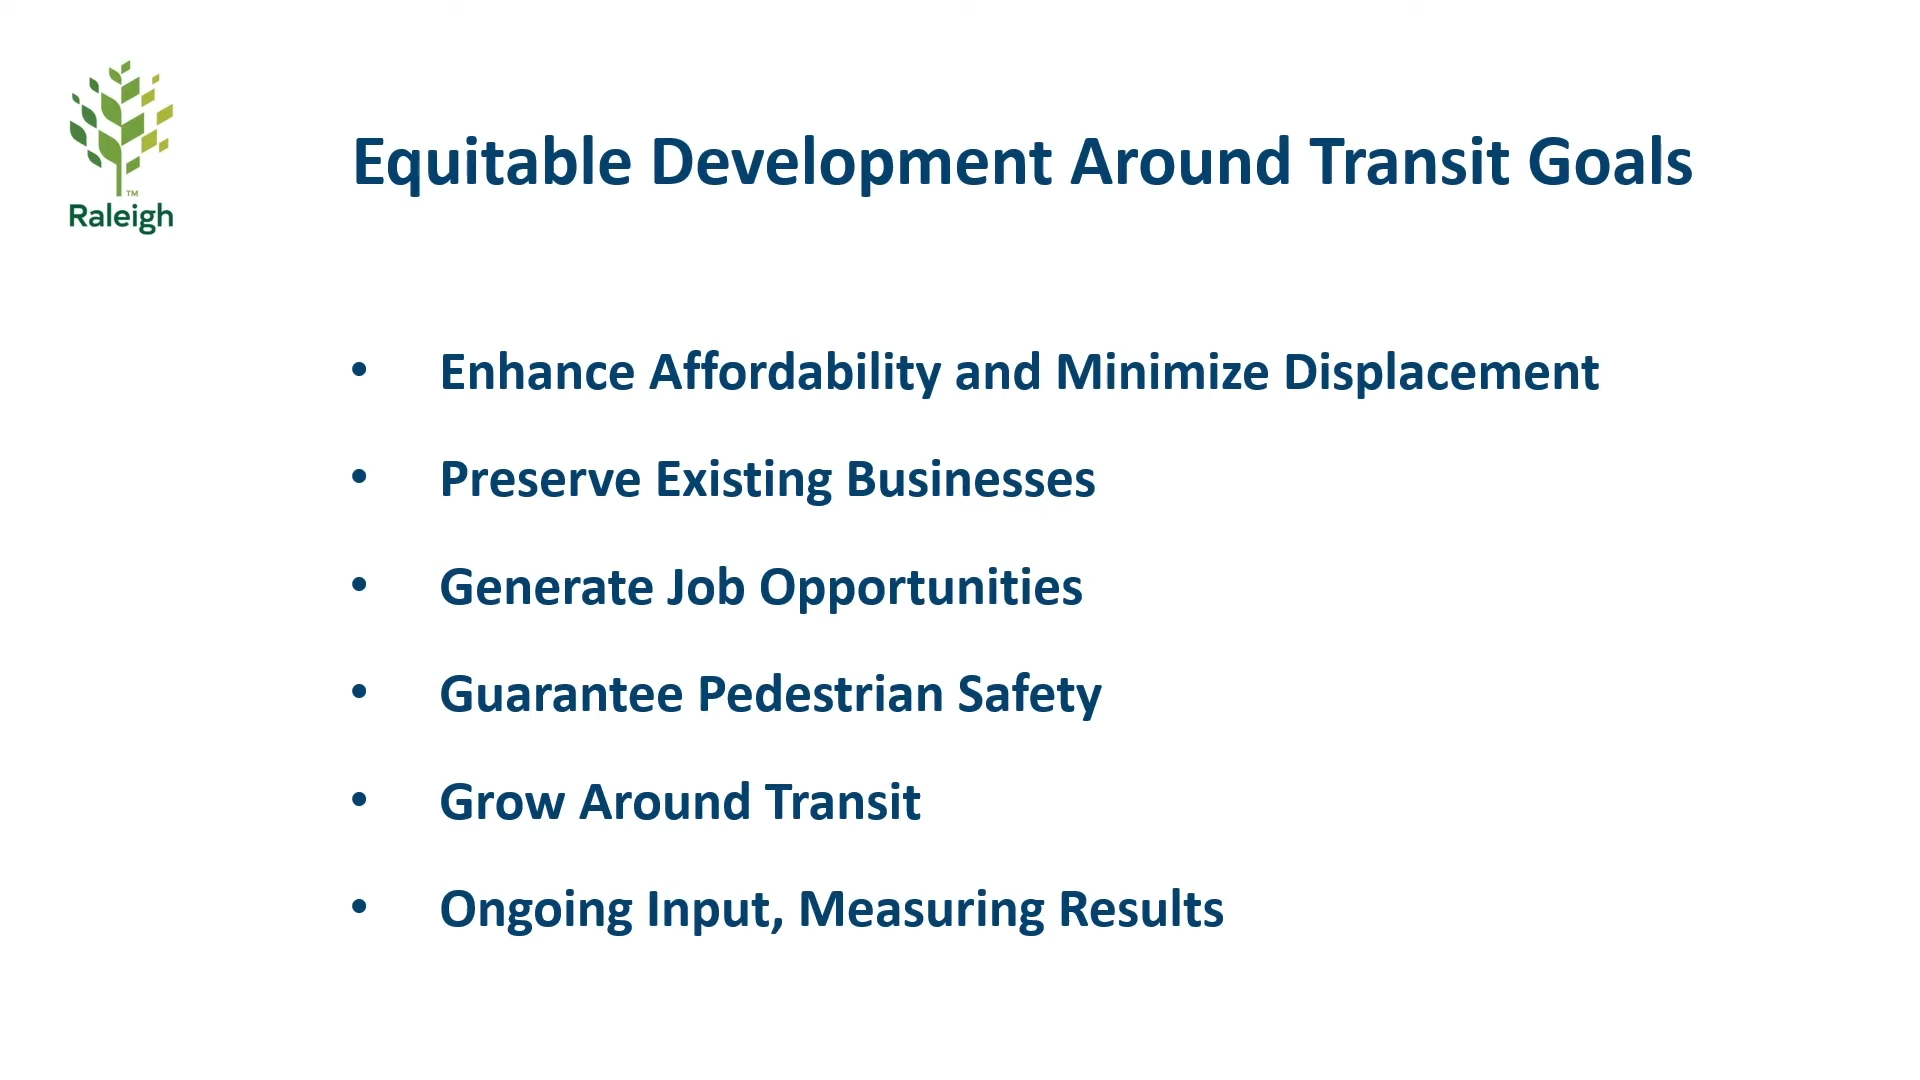 TM
Raleigh
Equitable Development Around Transit Goals
• Enhance Affordability and Minimize Displacement
• Preserve Existing Businesses
• Generate Job Opportunities
• Guarantee Pedestrian Safety
• Grow Around Transit
• Ongoing Input, Measuring Results